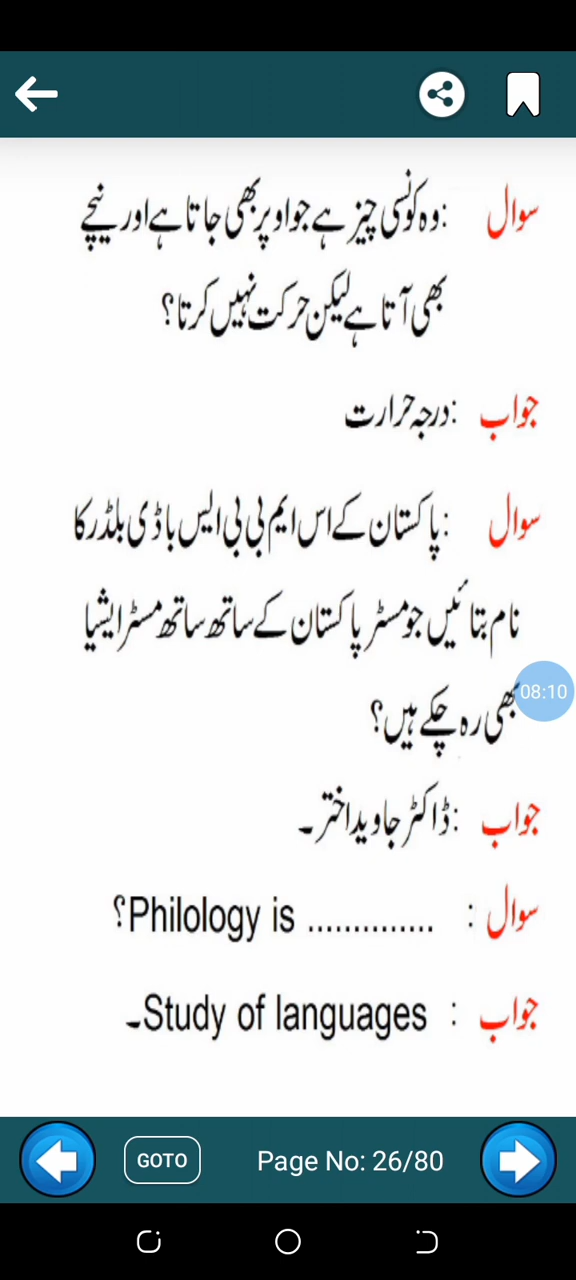 سوال :وہ کونسی چیز ہے جو اوپر بھی جاتا ہے اور نیچے
بھی آتا ہے لیکن حرکت نہیں کرتا؟
جواب :درجہ حرارت
سوال :پاکستان کے اس ایم بی بی ایس باڈی بلڈر کا
نام بتائیں جو مسٹر پاکستان کے ساتھ ساتھ مسٹر ایشیا
بھی رہ چکے ہیں؟
08:10
جواب :ڈاکٹر جاوید اختر۔
سوال : Philology is ..............؟
جواب : Study of languages۔
GOTO
Page No: 26/80